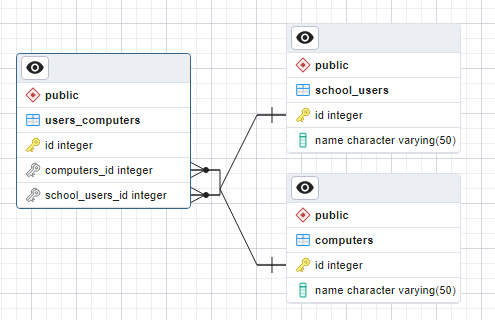 public
users_computers
id integer
computers_id integer
school_users_id integer
public
school_users
id integer
name character varying(50)
public
computers
id integer
name character varying(50)